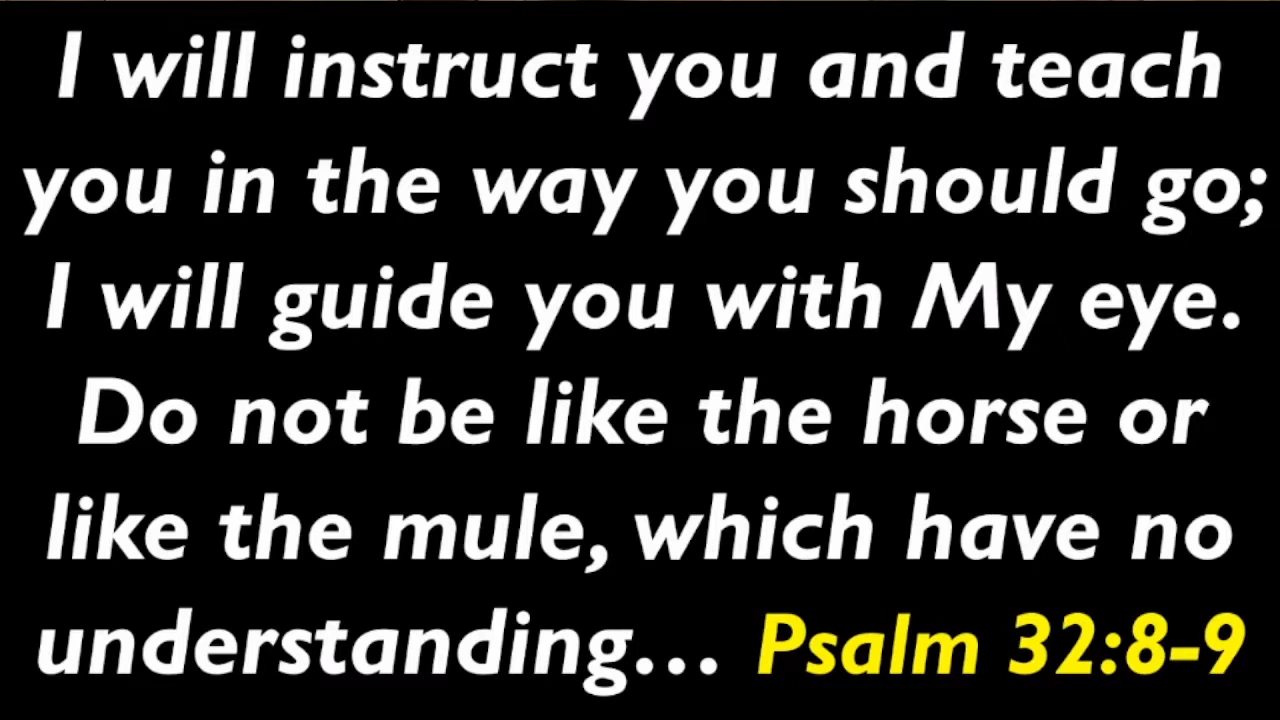 I will instruct you and teach
you in the way you should go;
I will guide you with My eye.
Do not be like the horse or
like the mule, which have no
understanding... Psalm 32:8-9